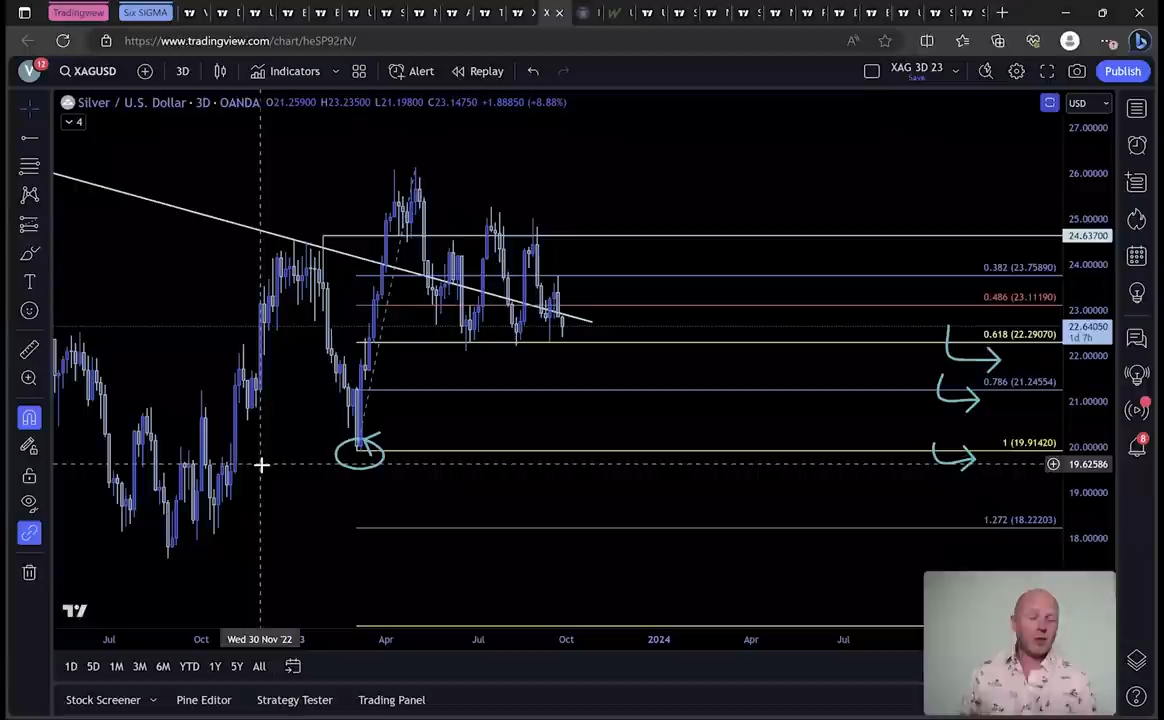 Tradingview
Six SIGMA
https://www.tradingview.com/chart/heSP92rN/
V
12
XAGUSD
3D
Indicators
Alert
Replay
XAG 3D 23
Save
Publish
Silver / U.S. Dollar · 3D · OANDA O21.25900 H23.23500 L21.19800 C23.14750 +1.88850 (+8.88%)
USD
4
27.00000
26.00000
25.00000
24.63700
24.00000
0.382 (23.75890)
0.486 (23.11190)
23.00000
22.64050
1d 7h
0.618 (22.29070)
22.00000
0.786 (21.24554)
21.00000
1 (19.91420)
20.00000
19.62586
19.00000
1.272 (18.22203)
18.00000
8
Jul
Oct
Wed 30 Nov '22
3
Apr
Jul
Oct
2024
Apr
Jul
1D 5D 1M 3M 6M YTD 1Y 5Y All
Stock Screener
Pine Editor
Strategy Tester
Trading Panel